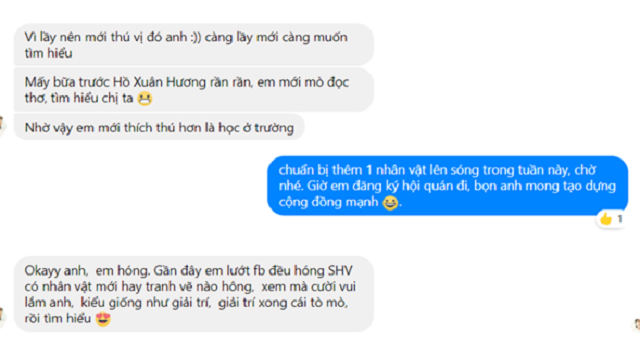 Vì lầy nên mới thú vị đó anh :)) càng lầy mới càng muốn
tìm hiểu
Mấy bữa trước Hồ Xuân Hương rần rần, em mới mò đọc
thơ, tìm hiểu chị ta 😆
Nhờ vậy em mới thích thú hơn là học ở trường
chuẩn bị thêm 1 nhân vật lên sóng trong tuần này, chờ
nhé. Giờ em đăng ký hội quán đi, bọn anh mong tạo dựng
cộng đồng mạnh 😆.
1
Okayy anh, em hóng. Gần đây em lướt fb đều hóng SHV
có nhân vật mới hay tranh vẽ nào hông, xem mà cười vui
lắm anh, kiểu giống như giải trí, giải trí xong cái tò mò,
rồi tìm hiểu 😍